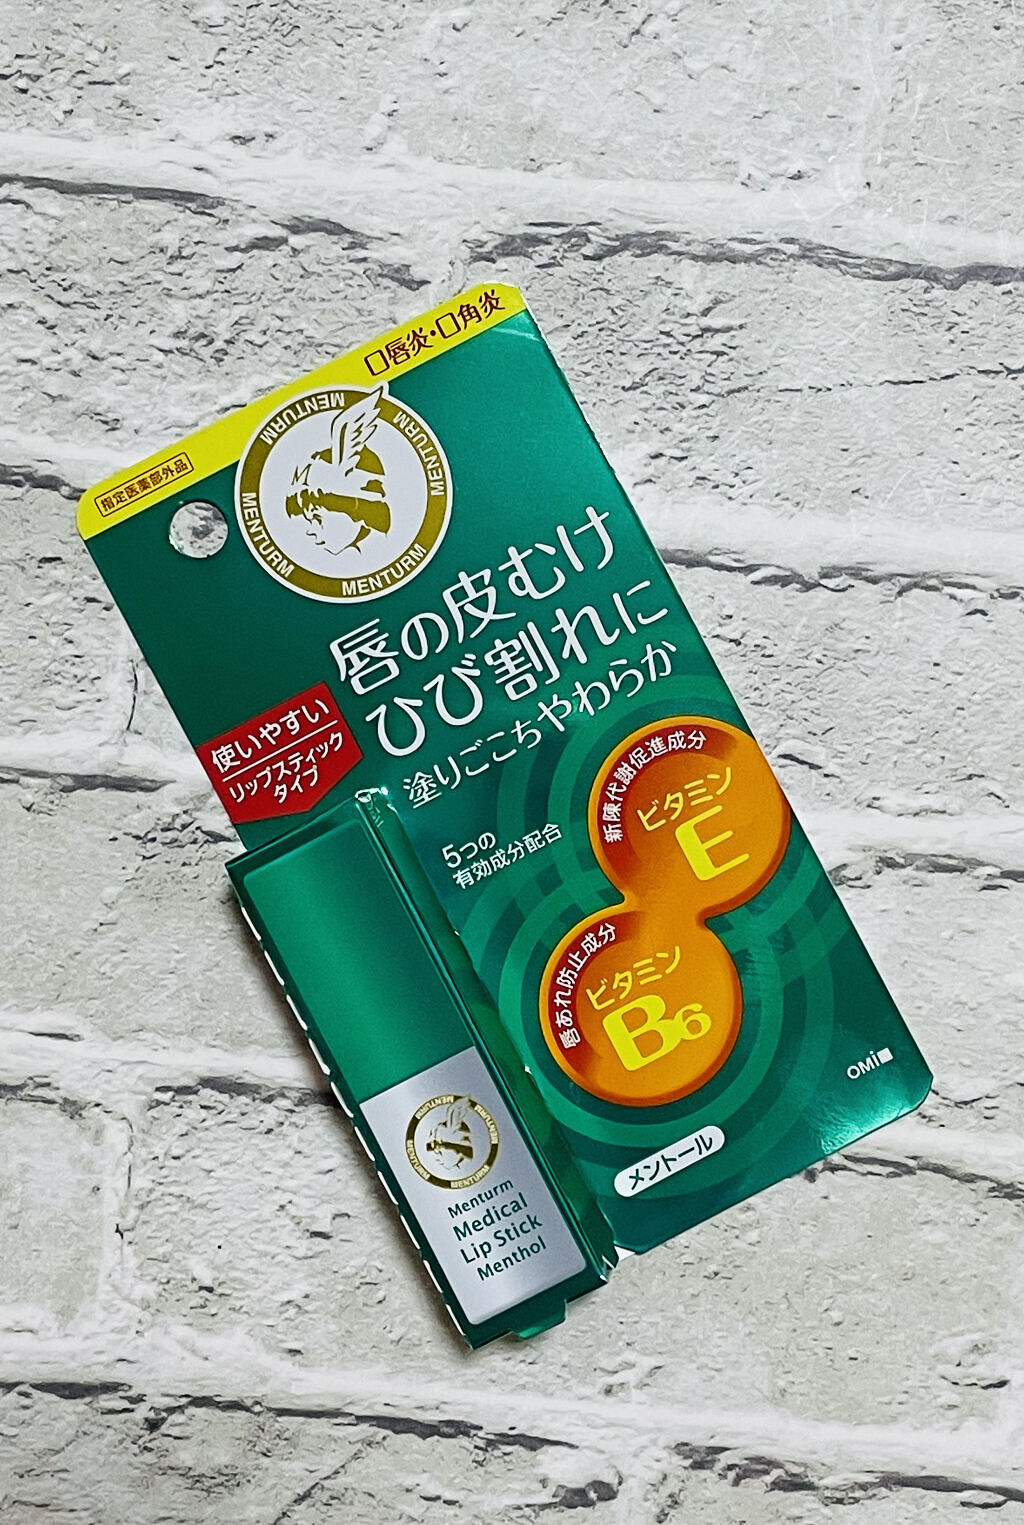 指定医薬部外品
口唇炎・口角炎
MENTURM
MENTURM
MENTURM
MENTURM
唇の皮むけ
ひび割れに
塗りごこちやわらか
使いやすい
リップスティック
タイプ
5つの
有効成分配合
新陳代謝促進成分
ビタミン
E
唇あれ防止成分
ビタミン
B6
OMI
メントール
MENTURM
MENTURM
MENTURM
MENTURM
Menturm
Medical
Lip Stick
Menthol